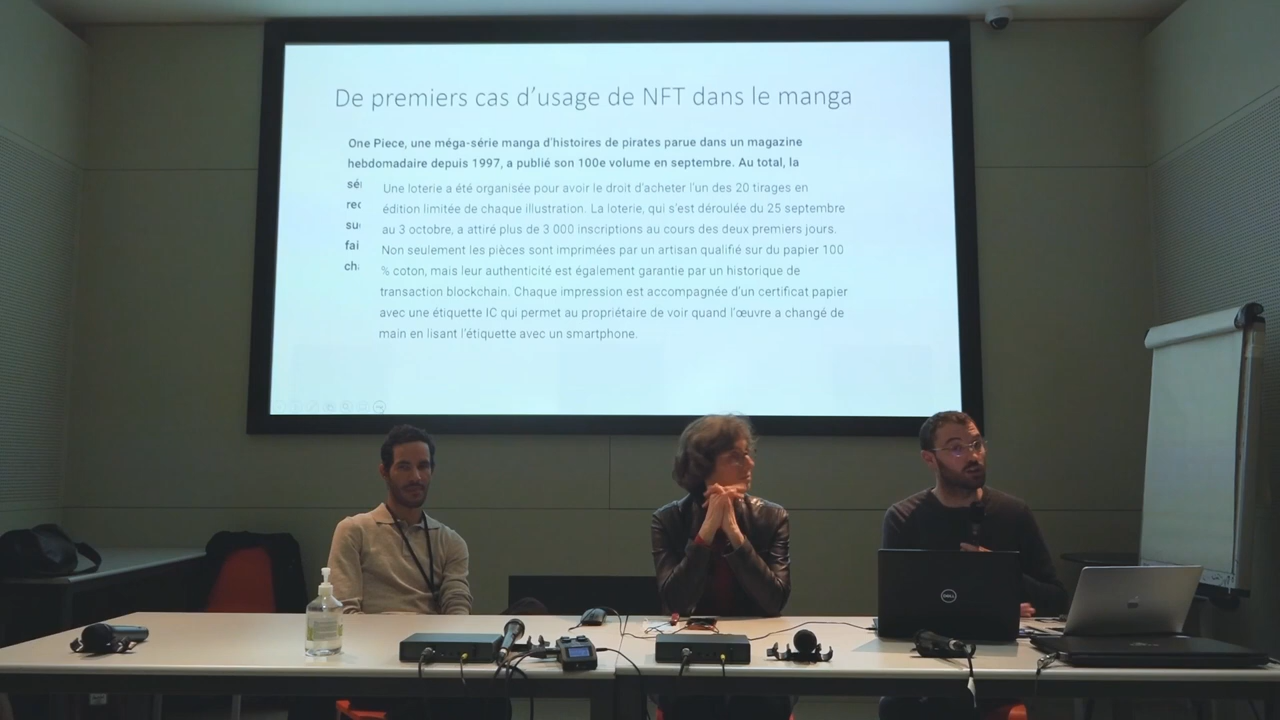 De premiers cas d'usage de NFT dans le manga
One Piece, une méga-série manga d'histoires de pirates parue dans un magazine
hebdomadaire depuis 1997, a publié son 100e volume en septembre. Au total, la
Une loterie a été organisée pour avoir le droit d'acheter l'un des 20 tirages en
édition limitée de chaque illustration. La loterie, qui s'est déroulée du 25 septembre
au 3 octobre, a attiré plus de 3 000 inscriptions au cours des deux premiers jours.
Non seulement les pièces sont imprimées par un artisan qualifié sur du papier 100
% coton, mais leur authenticité est également garantie par un historique de
transaction blockchain. Chaque impression est accompagnée d'un certificat papier
avec une étiquette IC qui permet au propriétaire de voir quand l'œuvre a changé de
main en lisant l'étiquette avec un smartphone.
DELL